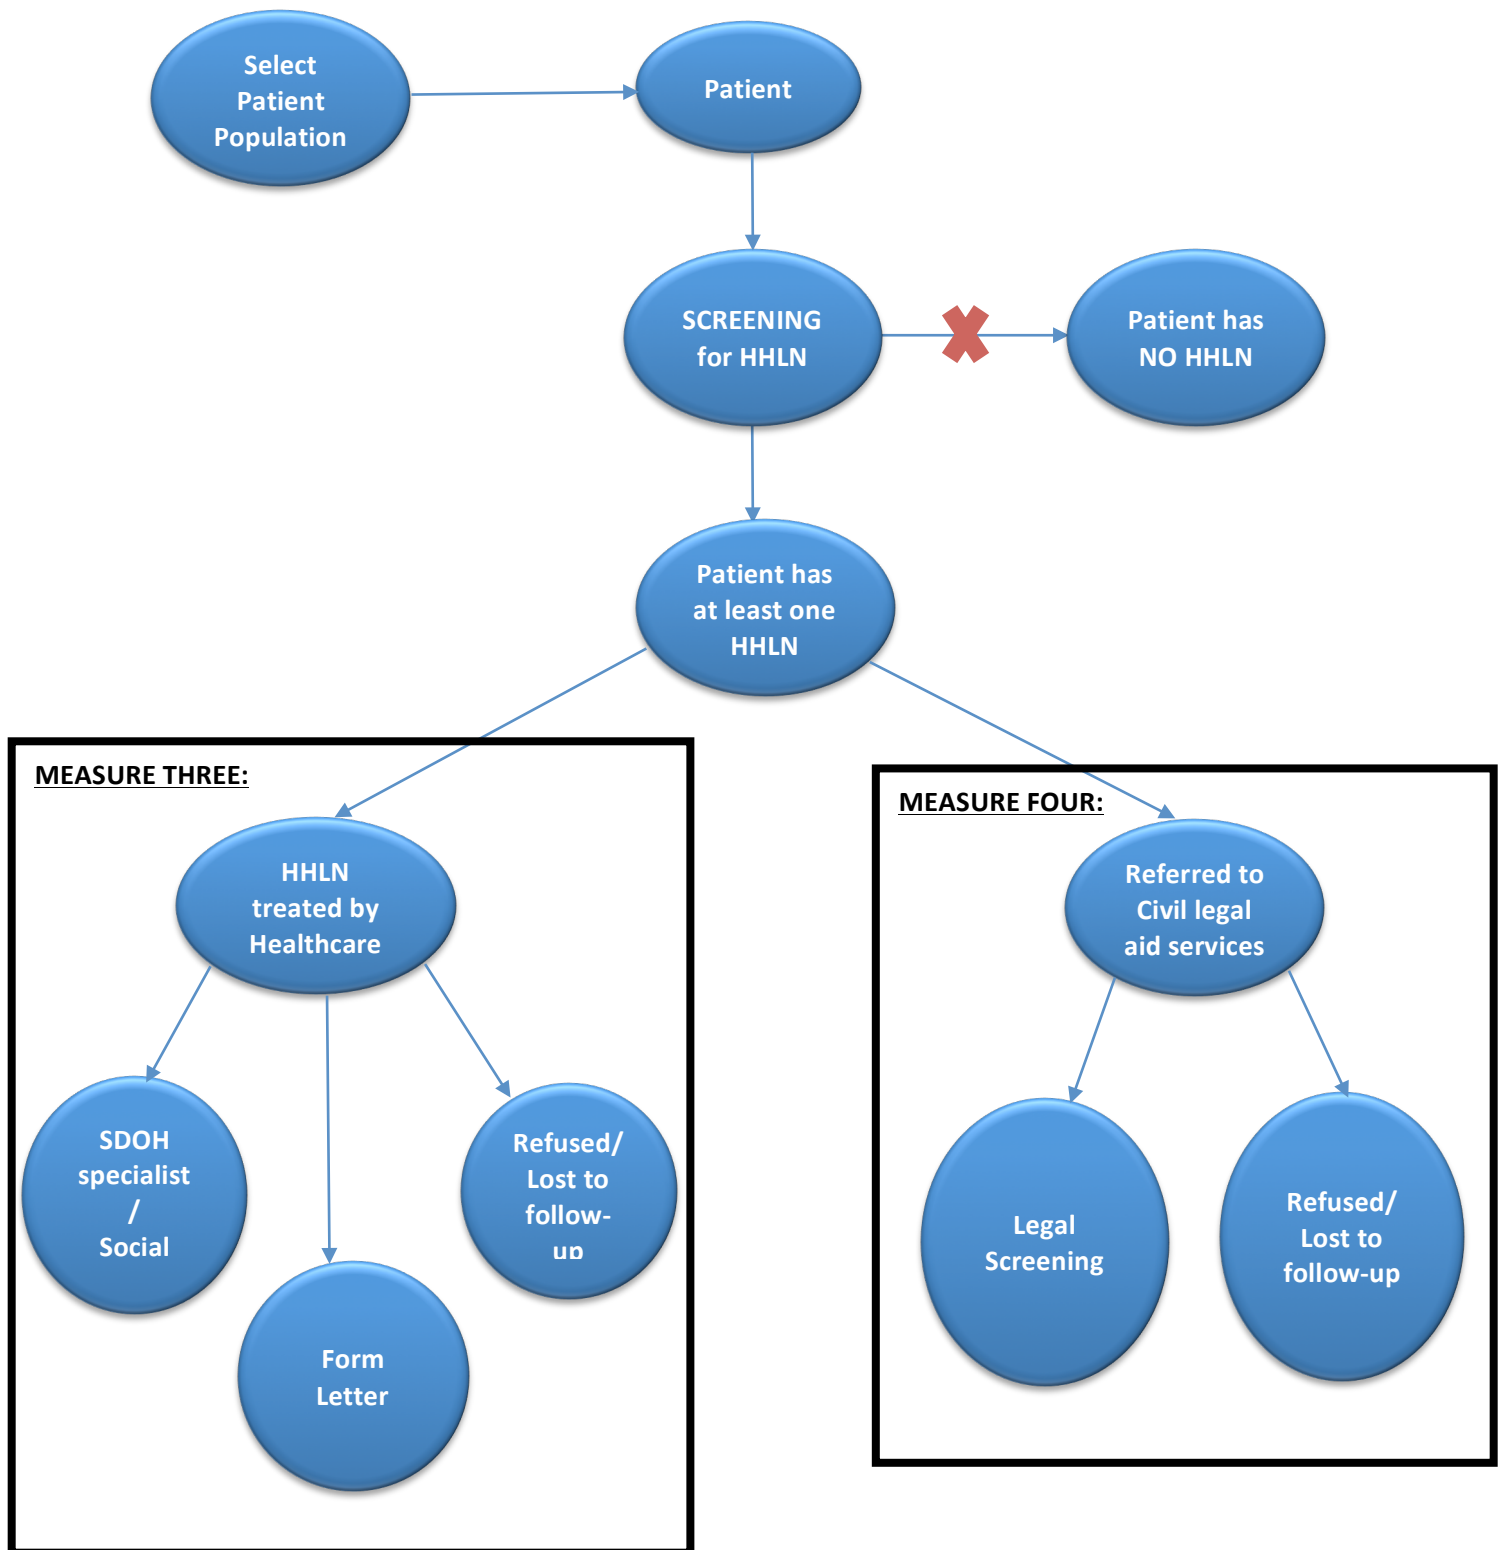 Select
Patient
Population
Patient
SCREENING
for HHLN
Patient has
NO HHLN
Patient has
at least one
HHLN
MEASURE THREE:
HHLN
treated by
Healthcare
SDOH
specialist
/
Social
Form
Letter
Refused/
Lost to
follow-
up
MEASURE FOUR:
Referred to
Civil legal
aid services
Legal
Screening
Refused/
Lost to
follow-up